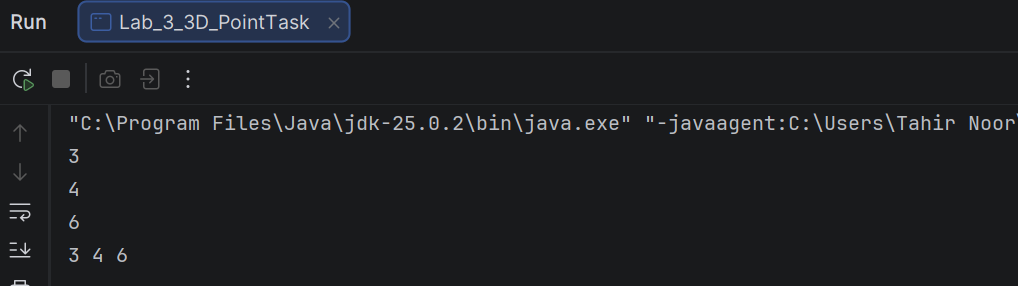 Run Lab_3_3D_PointTask
"C:\Program Files\Java\jdk-25.0.2\bin\java.exe" "-javaagent:C:\Users\Tahir Noor\
3
4
6
3 4 6